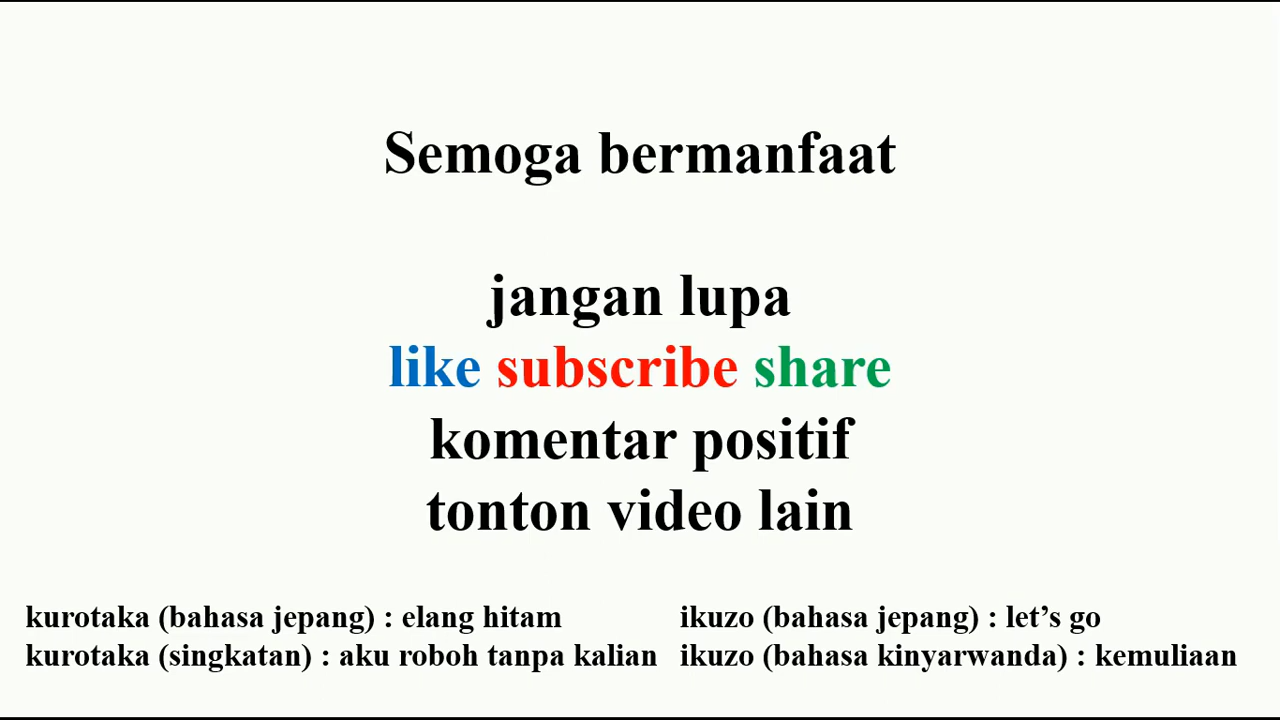 Semoga bermanfaat
jangan lupa
like subscribe share
komentar positif
tonton video lain
kurotaka (bahasa jepang) : elang hitam
kurotaka (singkatan) : aku roboh tanpa kalian
ikuzo (bahasa jepang) : let’s go
ikuzo (bahasa kinyarwanda) : kemuliaan